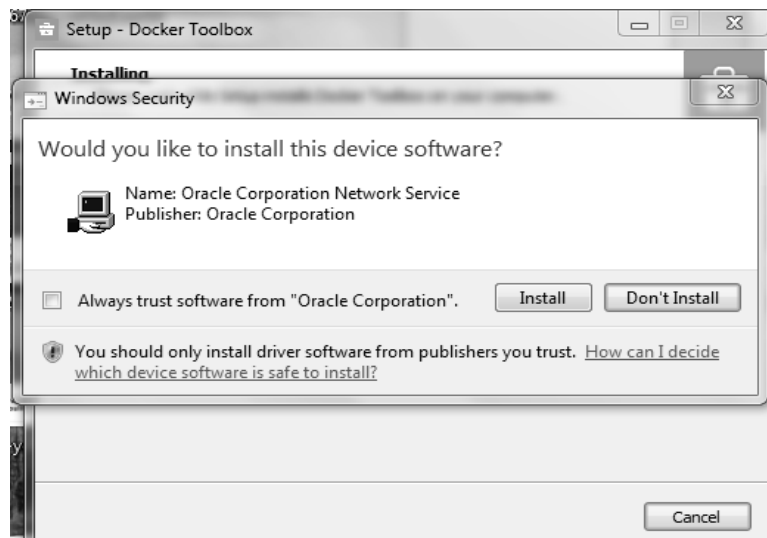 Setup - Docker Toolbox
Installing
Windows Security
Would you like to install this device software?
Name: Oracle Corporation Network Service
Publisher: Oracle Corporation
Always trust software from "Oracle Corporation".
Install
Don't Install
You should only install driver software from publishers you trust. How can I decide
which device software is safe to install?
Cancel